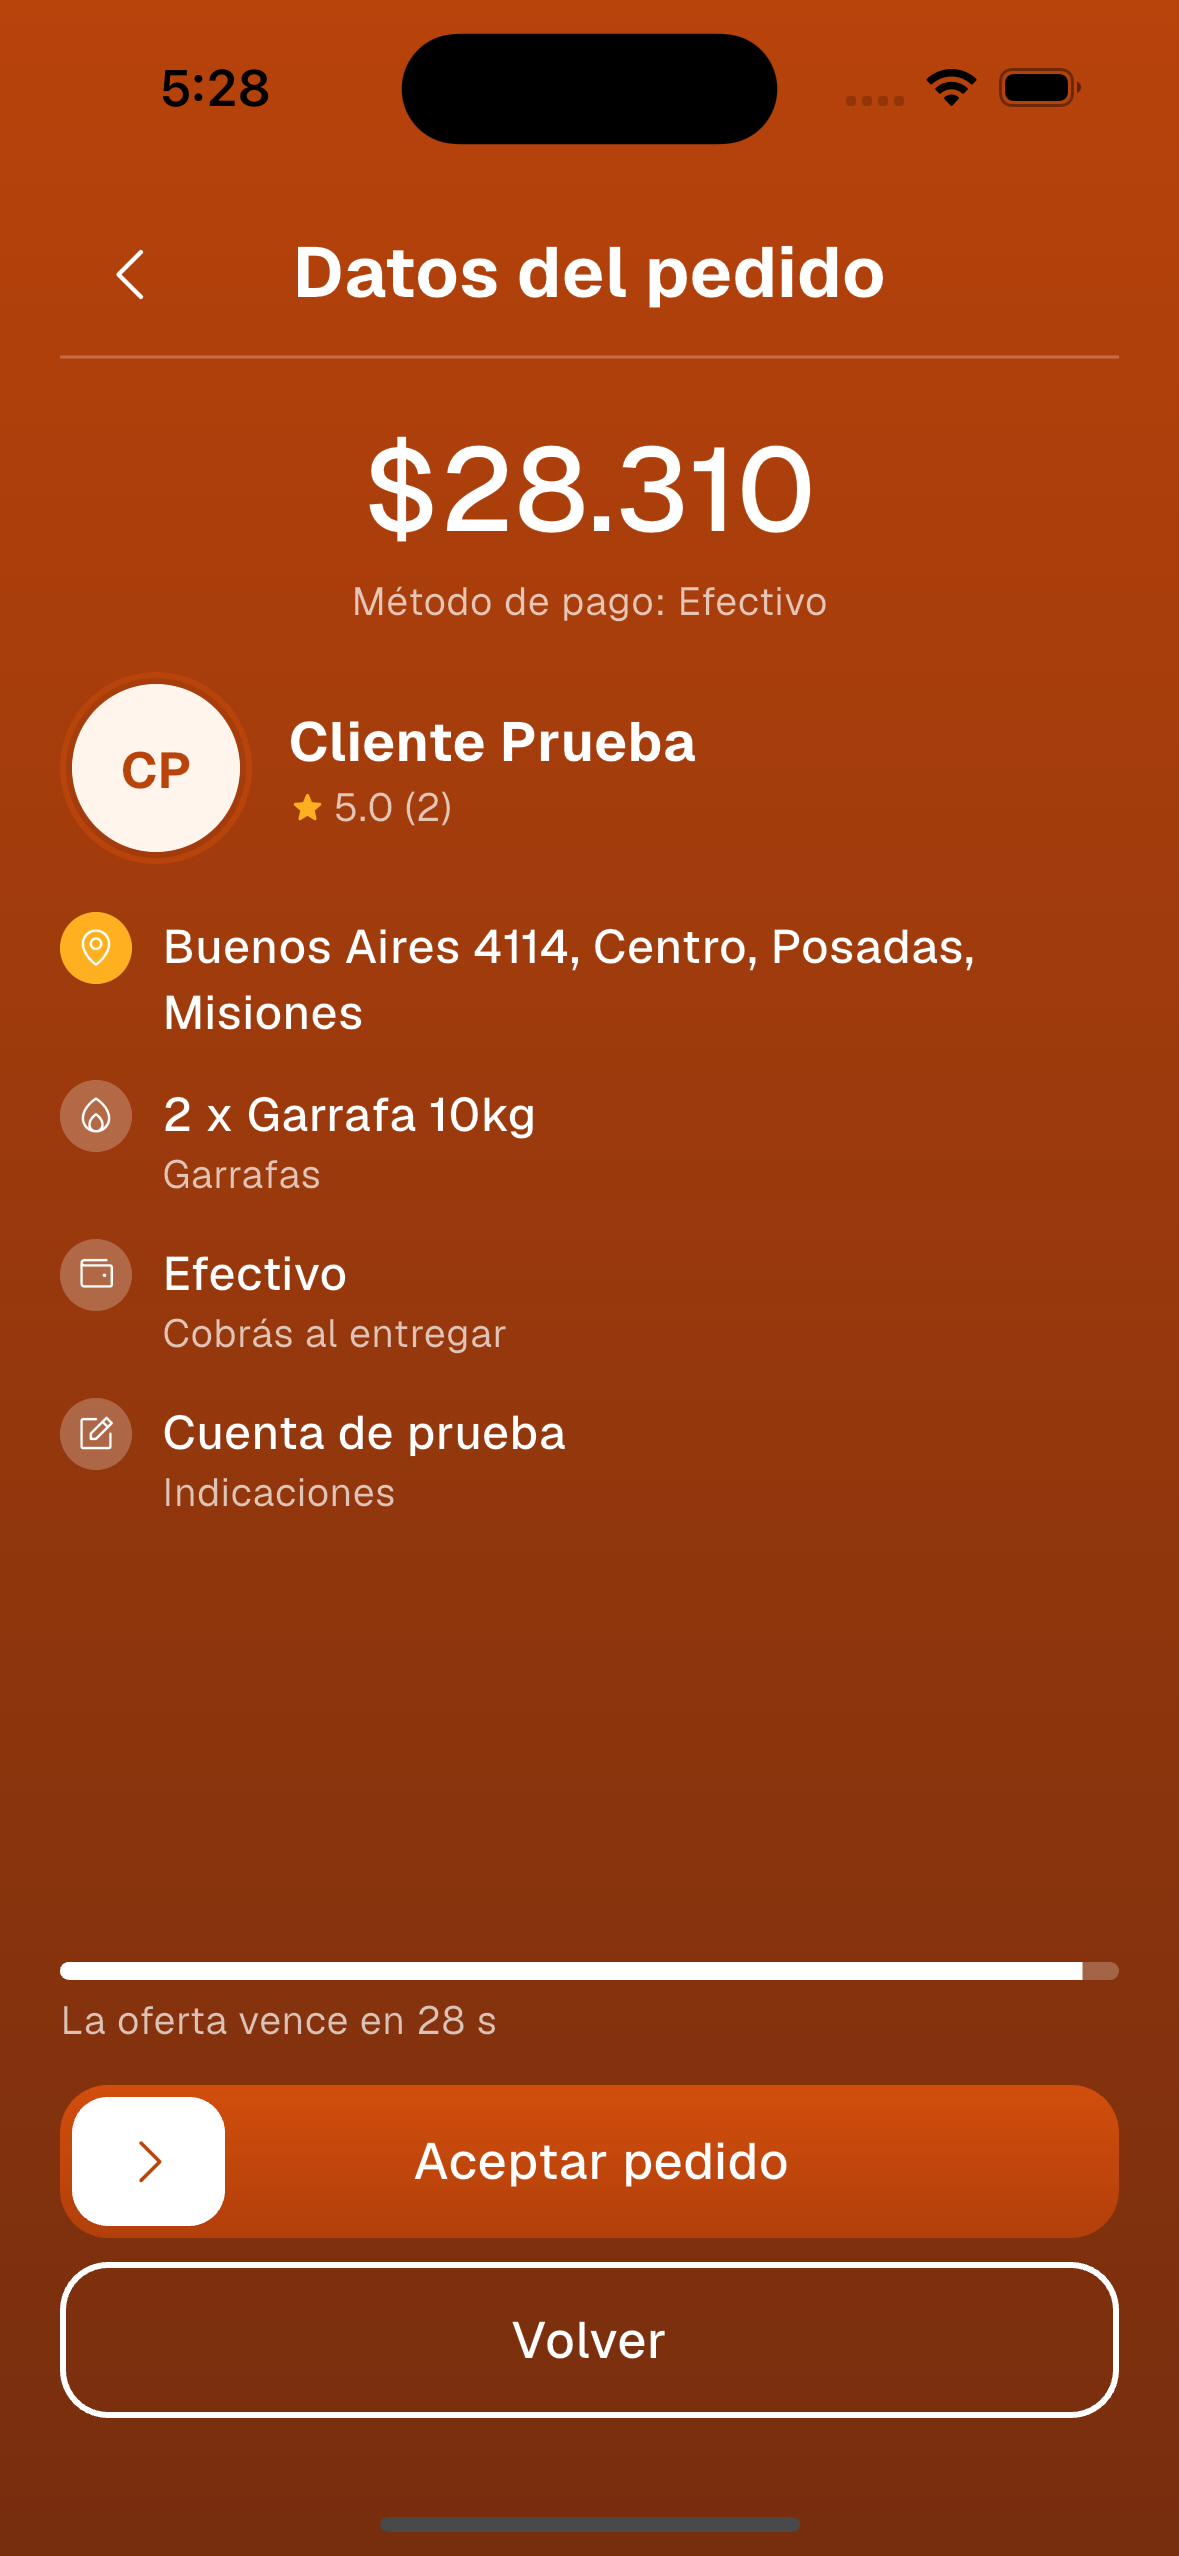 5:28
Datos del pedido
$28.310
Método de pago: Efectivo
CP
Cliente Prueba
5.0 (2)
Buenos Aires 4114, Centro, Posadas,
Misiones
2 x Garrafa 10kg
Garrafas
Efectivo
Cobrás al entregar
Cuenta de prueba
Indicaciones
La oferta vence en 28 s
Aceptar pedido
Volver